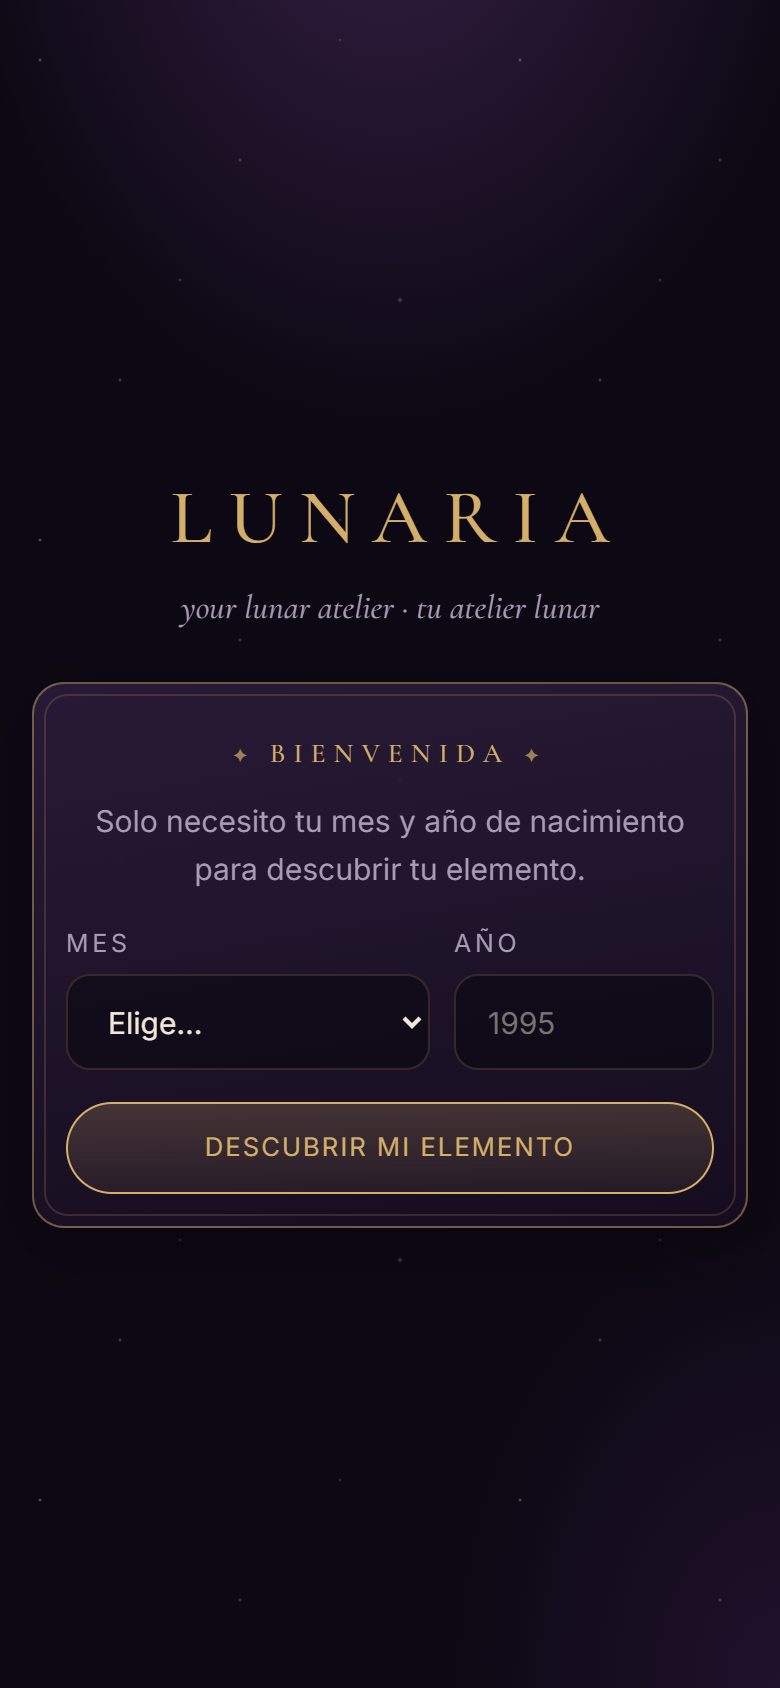 LUNARIA
your lunar atelier · tu atelier lunar
✦ BIENVENIDA ✦
Solo necesito tu mes y año de nacimiento
para descubrir tu elemento.
MES AÑO
Elige... 1995
DESCUBRIR MI ELEMENTO